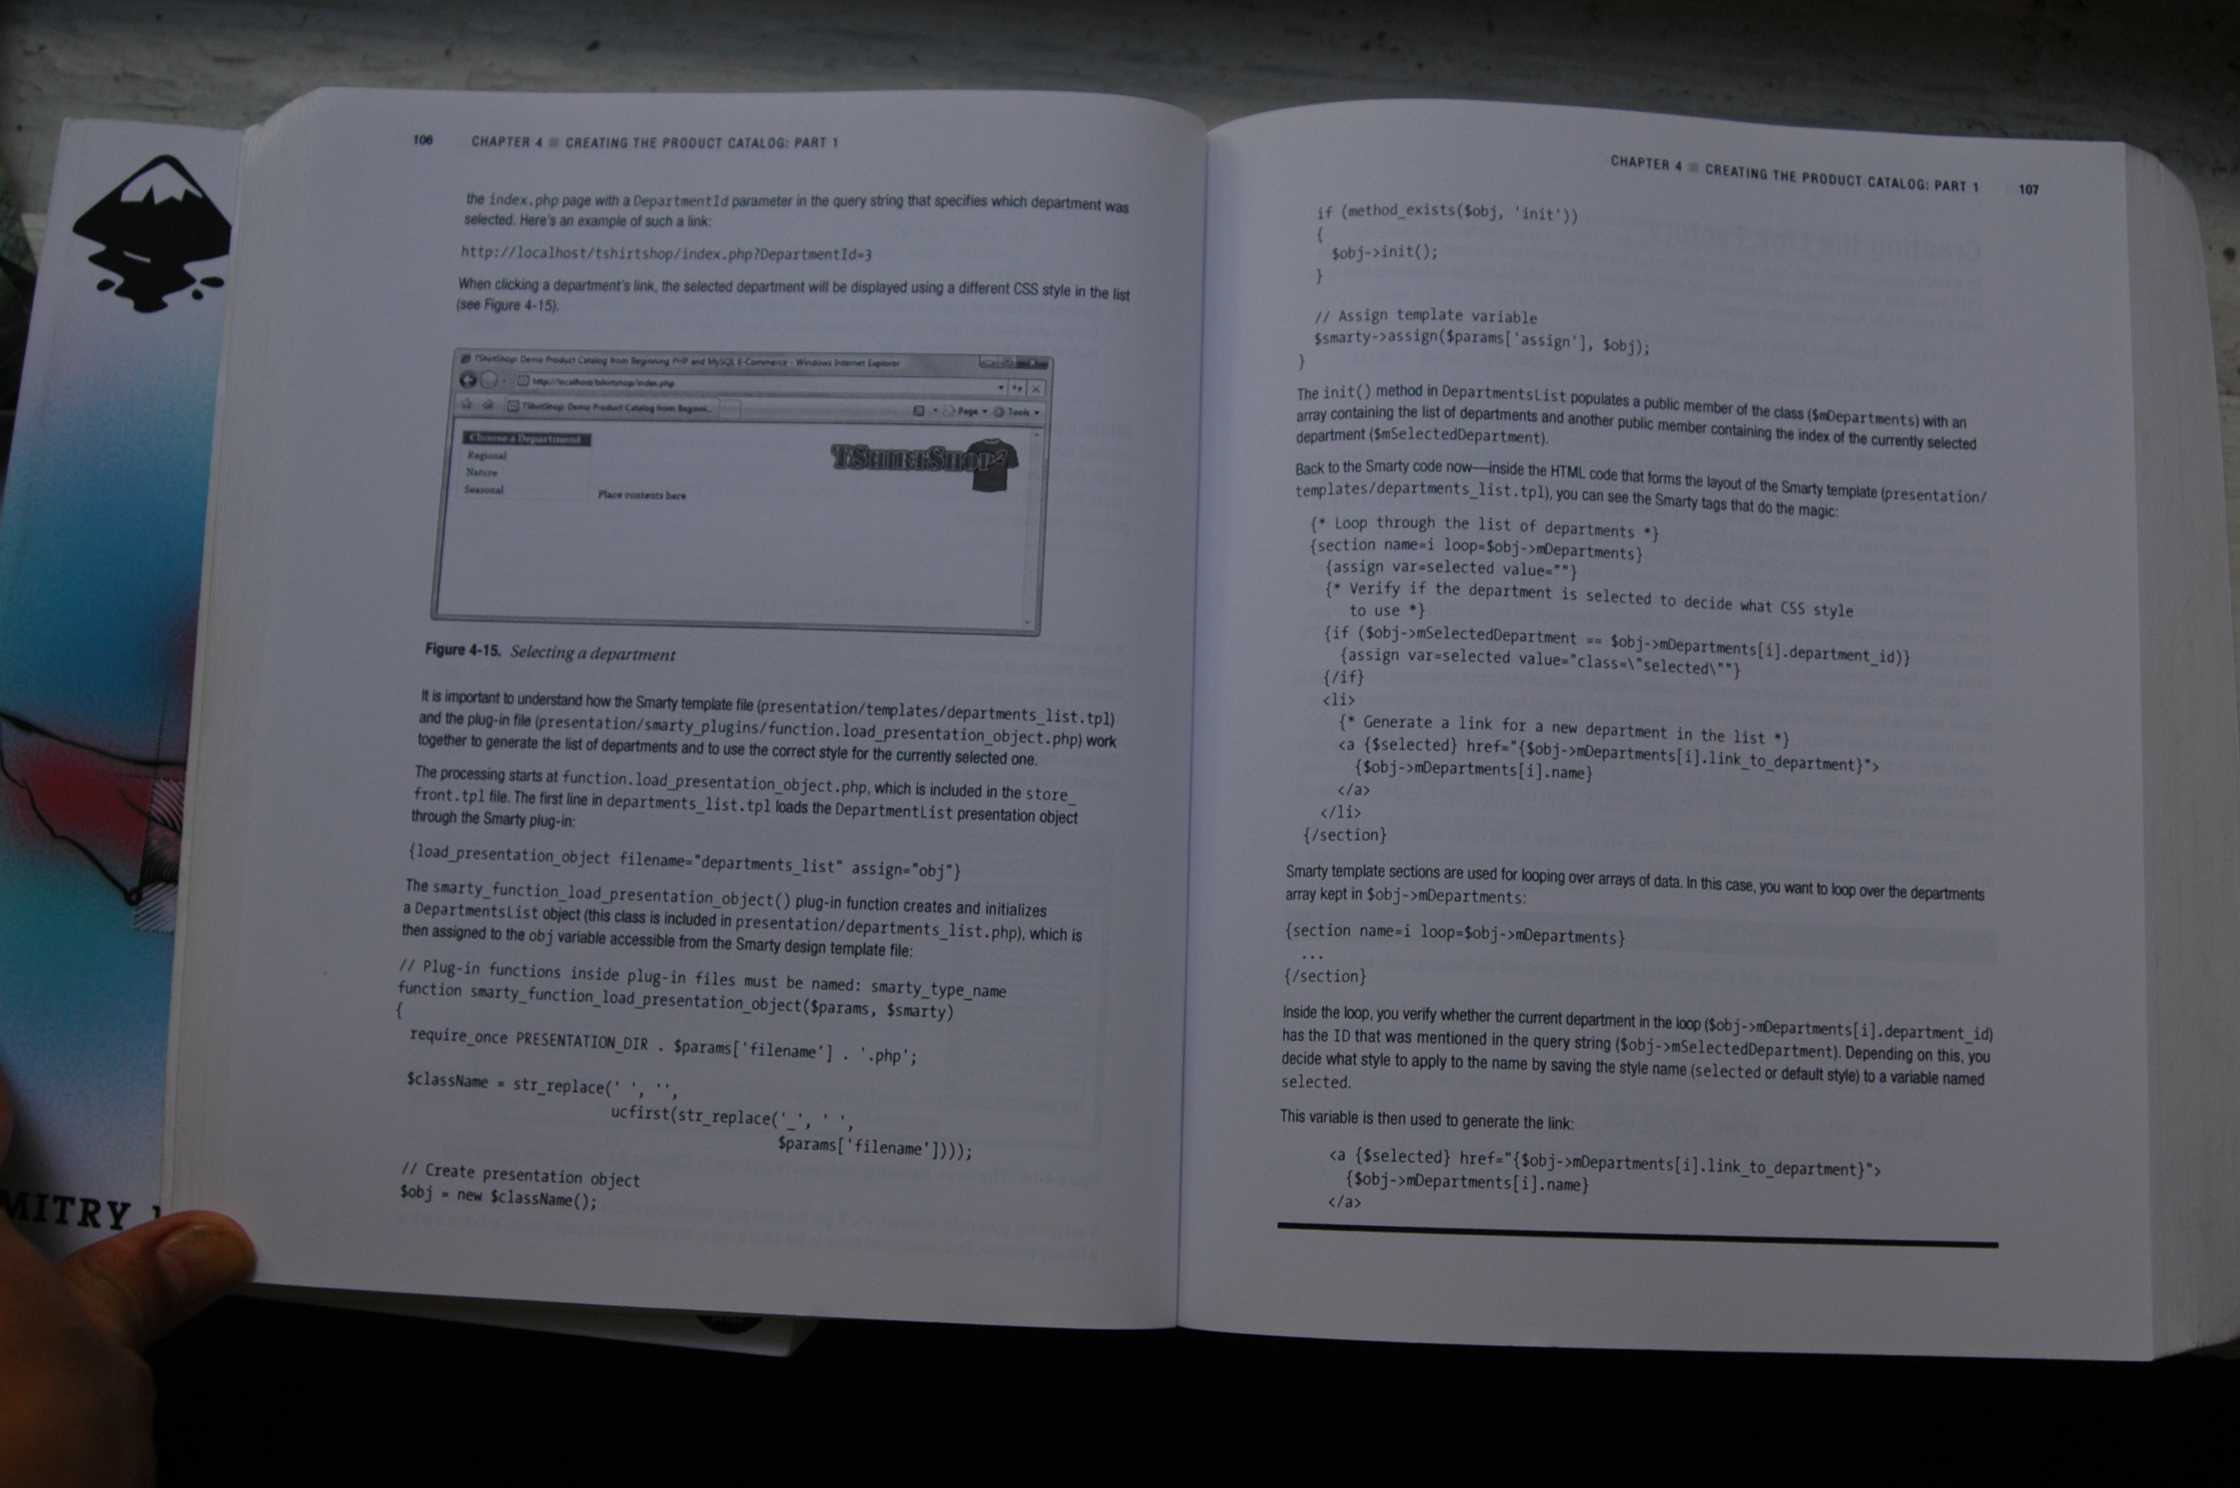 106 CHAPTER 4 ■ CREATING THE PRODUCT CATALOG: PART 1
the index.php page with a DepartmentId parameter in the query string that specifies which department was
selected. Here's an example of such a link:
http://localhost/tshirtshop/index.php?DepartmentId=3
When clicking a department's link, the selected department will be displayed using a different CSS style in the list
(see Figure 4-15).
TShirtShop: Demo Product Catalog from Beginning PHP and MySQL E-Commerce - Windows Internet Explorer
http://localhost/tshirtshop/index.php
TShirtShop: Demo Product Catalog from Beginni...
Page
Tools
Choose a Department
Regional
Nature
Seasonal
TSHIRTSHOP
Place contents here
Figure 4-15. Selecting a department
It is important to understand how the Smarty template file (presentation/templates/departments_list.tpl)
and the plug-in file (presentation/smarty_plugins/function.load_presentation_object.php) work
together to generate the list of departments and to use the correct style for the currently selected one.
The processing starts at function.load_presentation_object.php, which is included in the store_
front.tpl file. The first line in departments_list.tpl loads the DepartmentList presentation object
through the Smarty plug-in:
{load_presentation_object filename="departments_list" assign="obj"}
The smarty_function_load_presentation_object() plug-in function creates and initializes
a DepartmentsList object (this class is included in presentation/departments_list.php), which is
then assigned to the obj variable accessible from the Smarty design template file:
// Plug-in functions inside plug-in files must be named: smarty_type_name
function smarty_function_load_presentation_object($params, $smarty)
{
require_once PRESENTATION_DIR . $params['filename'] . '.php';
$className = str_replace(' ', '',
ucfirst(str_replace('_', ' ',
$params['filename'])));
// Create presentation object
$obj = new $className();
MITRY
CHAPTER 4 ■ CREATING THE PRODUCT CATALOG: PART 1 107
if (method_exists($obj, 'init'))
{
$obj->init();
}
// Assign template variable
$smarty->assign($params['assign'], $obj);
}
The init() method in DepartmentsList populates a public member of the class ($mDepartments) with an
array containing the list of departments and another public member containing the index of the currently selected
department ($mSelectedDepartment).
Back to the Smarty code now—inside the HTML code that forms the layout of the Smarty template (presentation/
templates/departments_list.tpl), you can see the Smarty tags that do the magic:
{* Loop through the list of departments *}
{section name=i loop=$obj->mDepartments}
{assign var=selected value=""}
{* Verify if the department is selected to decide what CSS style
to use *}
{if ($obj->mSelectedDepartment == $obj->mDepartments[i].department_id)}
{assign var=selected value="class=\"selected\""}
{/if}
<li>
{* Generate a link for a new department in the list *}
<a {$selected} href="{$obj->mDepartments[i].link_to_department}">
{$obj->mDepartments[i].name}
</a>
</li>
{/section}
Smarty template sections are used for looping over arrays of data. In this case, you want to loop over the departments
array kept in $obj->mDepartments:
{section name=i loop=$obj->mDepartments}
...
{/section}
Inside the loop, you verify whether the current department in the loop ($obj->mDepartments[i].department_id)
has the ID that was mentioned in the query string ($obj->mSelectedDepartment). Depending on this, you
decide what style to apply to the name by saving the style name (selected or default style) to a variable named
selected.
This variable is then used to generate the link:
<a {$selected} href="{$obj->mDepartments[i].link_to_department}">
{$obj->mDepartments[i].name}
</a>